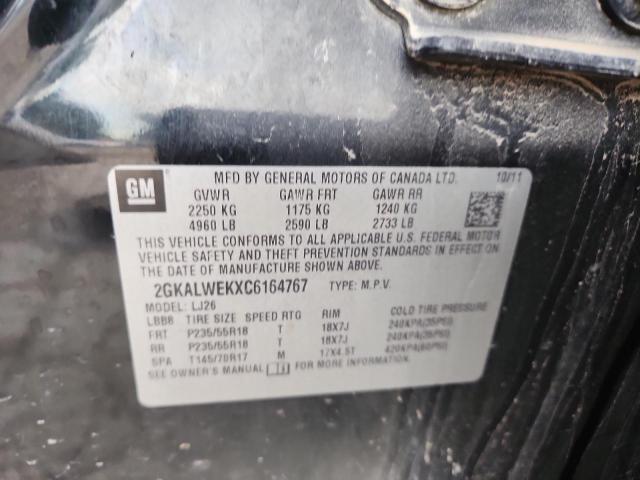 GM
MFD BY GENERAL MOTORS OF CANADA LTD. 10/11
GVWR GAWR FRT GAWR RR
2250 KG 1175 KG 1240 KG
4960 LB 2590 LB 2733 LB
THIS VEHICLE CONFORMS TO ALL APPLICABLE U.S. FEDERAL MOTOR
VEHICLE SAFETY AND THEFT PREVENTION STANDARDS IN EFFECT ON
DATE OF MANUFACTURE SHOWN ABOVE.
2GKALWEKXC6164767 TYPE: M.P.V.
MODEL: LJ26
LBBB TIRE SIZE SPEED RTG RIM COLD TIRE PRESSURE
FRT P235/55R18 T 18X7J 240KPA(35PSI)
RR P235/55R18 T 18X7J 240KPA(35PSI)
SPA T145/70R17 M 17X4.5T 420KPA(60PSI)
SEE OWNER'S MANUAL FOR MORE INFORMATION.